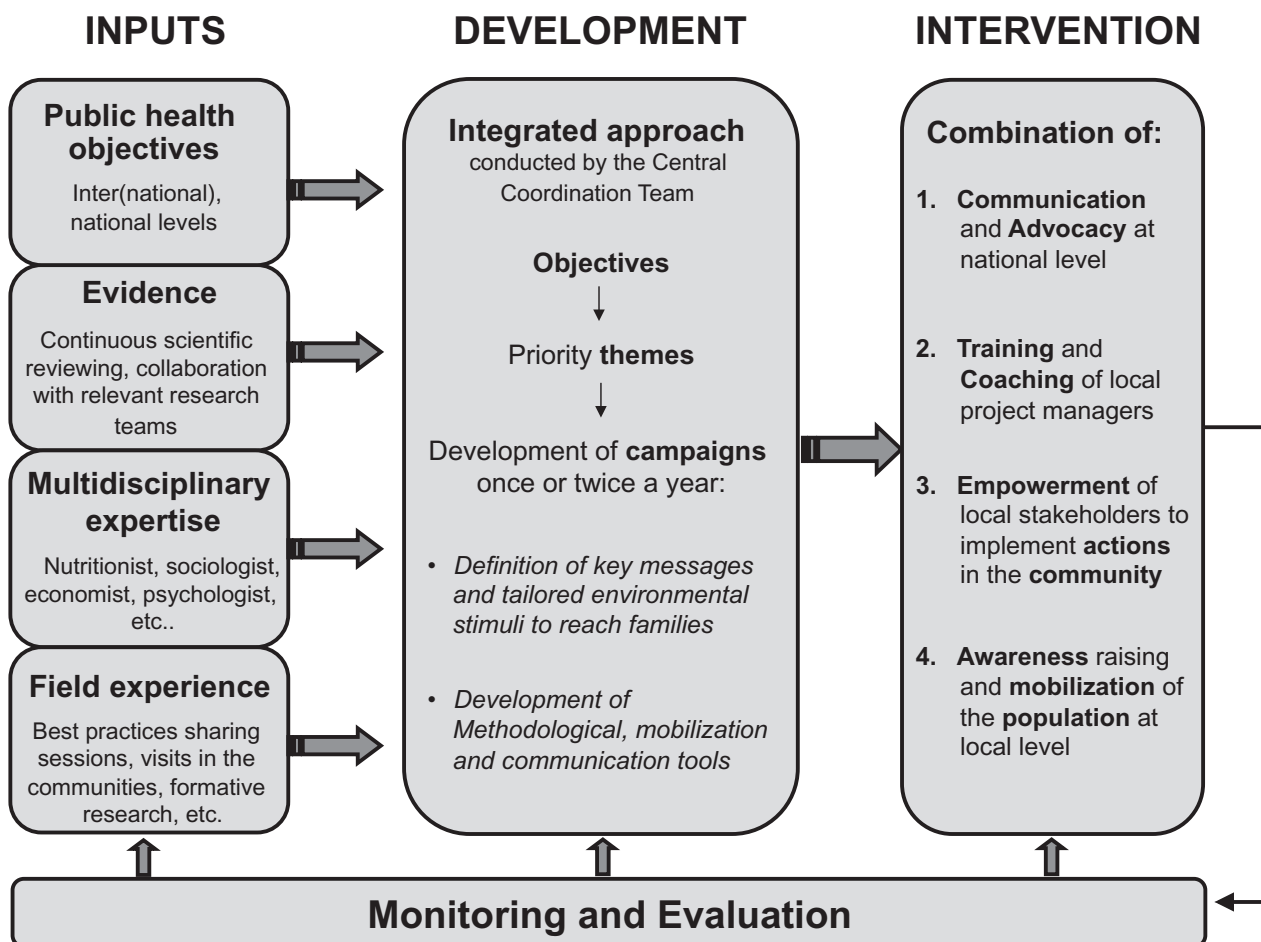 INPUTS
Public health
objectives
Inter(national),
national levels
Evidence
Continuous scientific
reviewing, collaboration
with relevant research
teams
Multidisciplinary
expertise
Nutritionist, sociologist,
economist, psychologist,
etc..
Field experience
Best practices sharing
sessions, visits in the
communities, formative
research, etc.
DEVELOPMENT
Integrated approach
conducted by the Central
Coordination Team
Objectives
Priority themes
Development of campaigns
once or twice a year:
• Definition of key messages
and tailored environmental
stimuli to reach families
• Development of
Methodological, mobilization
and communication tools
INTERVENTION
Combination of:
1. Communication
and Advocacy at
national level
2. Training and
Coaching of local
project managers
3. Empowerment of
local stakeholders to
implement actions
in the community
4. Awareness raising
and mobilization of
the population at
local level
Monitoring and Evaluation